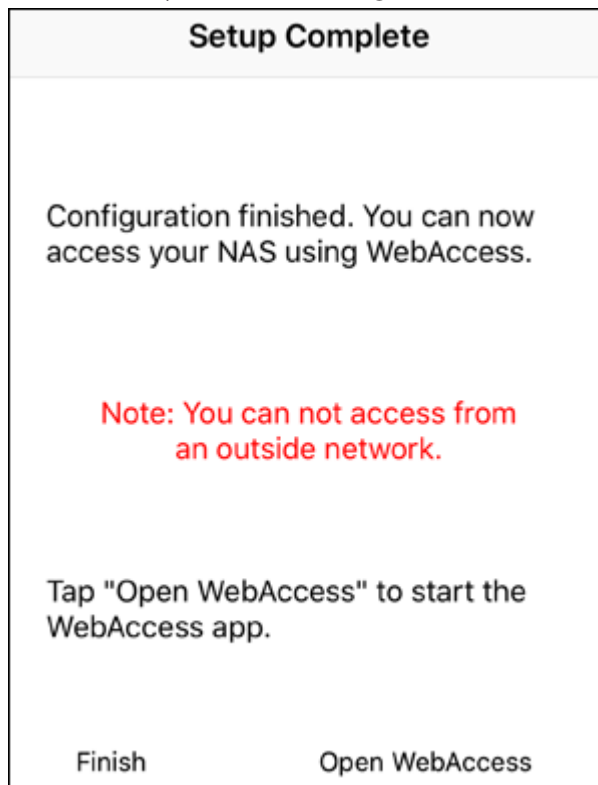 Setup Complete
Configuration finished. You can now
access your NAS using WebAccess.
Note: You can not access from
an outside network.
Tap "Open WebAccess" to start the
WebAccess app.
Finish
Open WebAccess